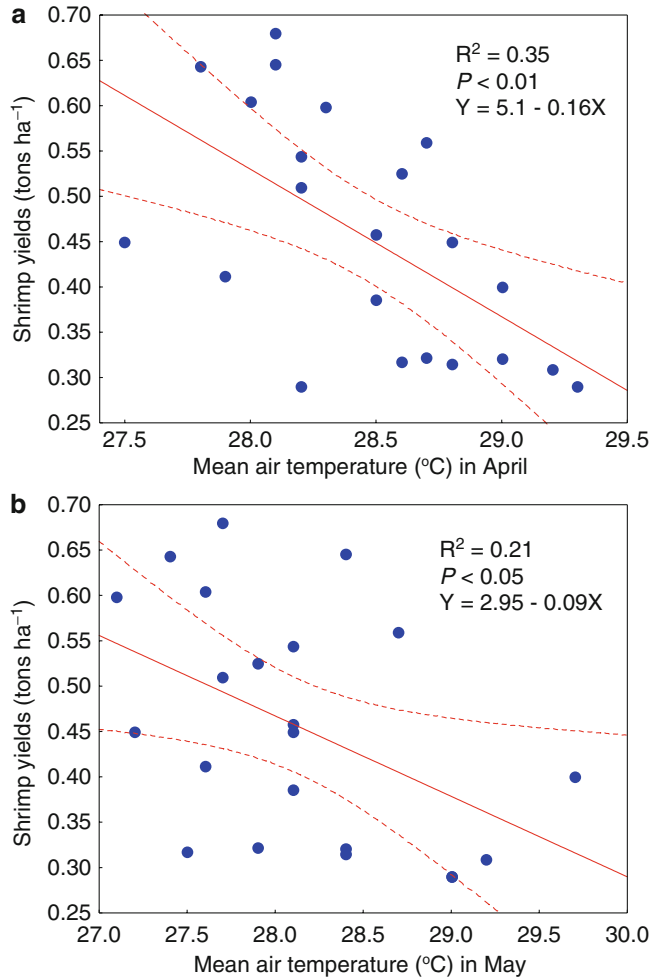 a
0.70
0.65
0.60
0.55
0.50
0.45
0.40
0.35
0.30
0.25
Shrimp yields (tons ha⁻¹)
R² = 0.35
P < 0.01
Y = 5.1 - 0.16X
27.5 28.0 28.5 29.0 29.5
Mean air temperature (ºC) in April
b
0.70
0.65
0.60
0.55
0.50
0.45
0.40
0.35
0.30
0.25
Shrimp yields (tons ha⁻¹)
R² = 0.21
P < 0.05
Y = 2.95 - 0.09X
27.0 27.5 28.0 28.5 29.0 29.5 30.0
Mean air temperature (ºC) in May